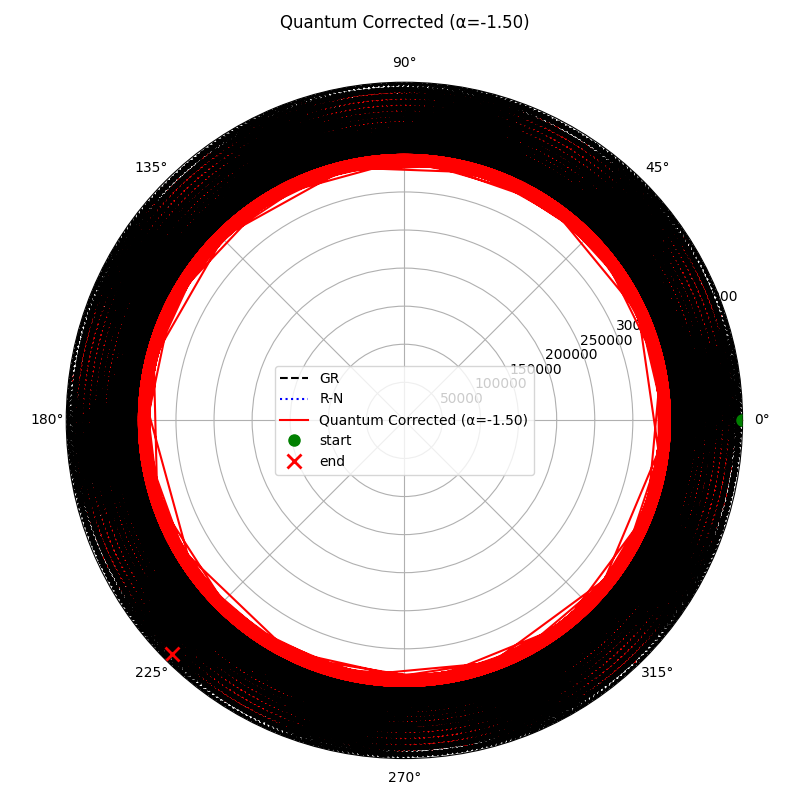 Quantum Corrected (α=-1.50)
90°
135°
45°
180°
0°
225°
315°
270°
50000
100000
150000
200000
250000
GR
R-N
Quantum Corrected (α=-1.50)
start
end